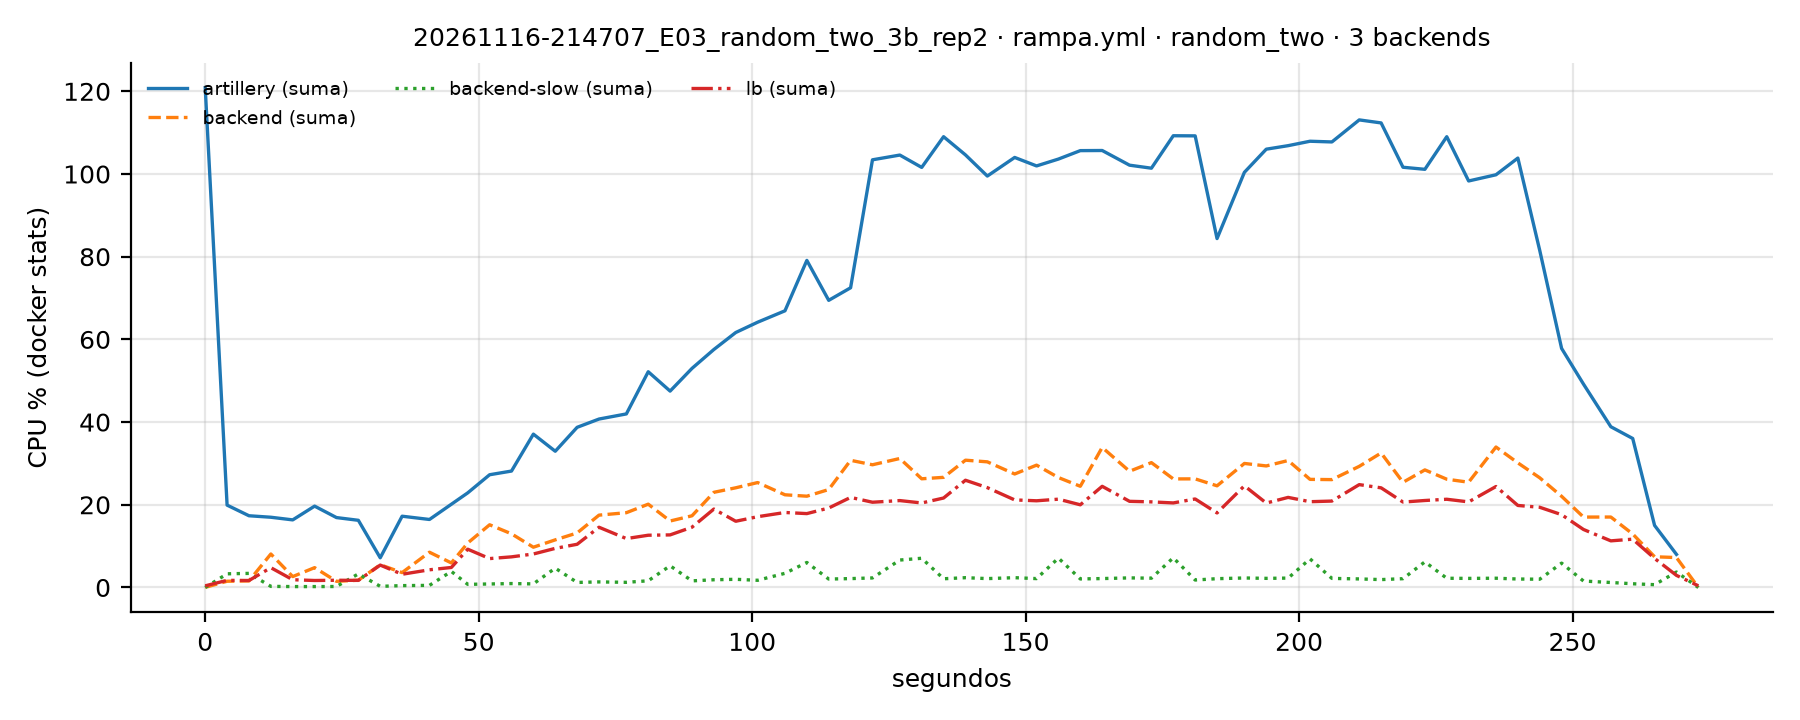 20261116-214707_E03_random_two_3b_rep2 · rampa.yml · random_two · 3 backends
artillery (suma)
backend (suma)
backend-slow (suma)
lb (suma)
CPU % (docker stats)
120
100
80
60
40
20
0
0 50 100 150 200 250
segundos